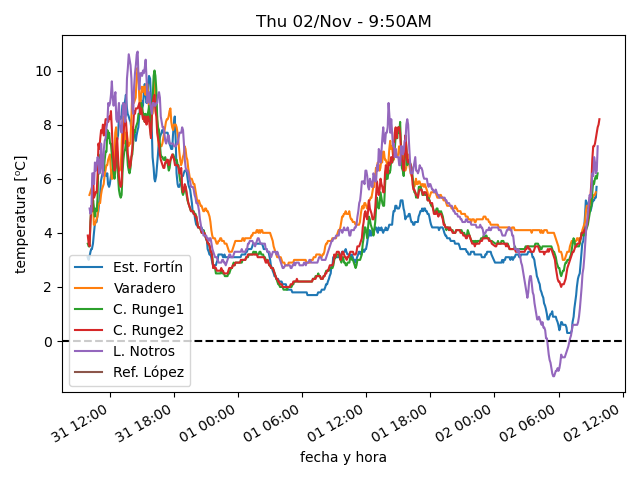 Thu 02/Nov - 9:50AM
temperatura [ºC]
10
8
6
4
2
0
Est. Fortín
Varadero
C. Runge1
C. Runge2
L. Notros
Ref. López
31 12:00
31 18:00
01 00:00
01 06:00
01 12:00
01 18:00
02 00:00
02 06:00
02 12:00
fecha y hora